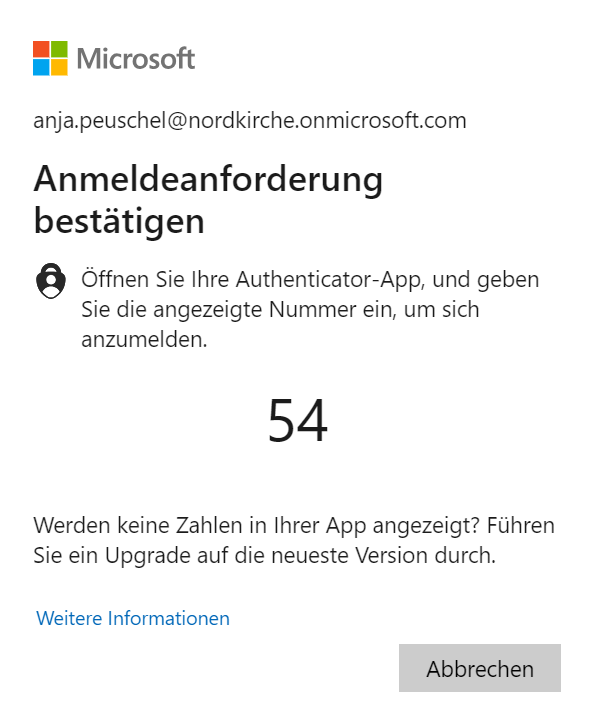 Microsoft
anja.peuschel@nordkirche.onmicrosoft.com
Anmeldeanforderung
bestätigen
Öffnen Sie Ihre Authenticator-App, und geben
Sie die angezeigte Nummer ein, um sich
anzumelden.
54
Werden keine Zahlen in Ihrer App angezeigt? Führen
Sie ein Upgrade auf die neueste Version durch.
Weitere Informationen
Abbrechen